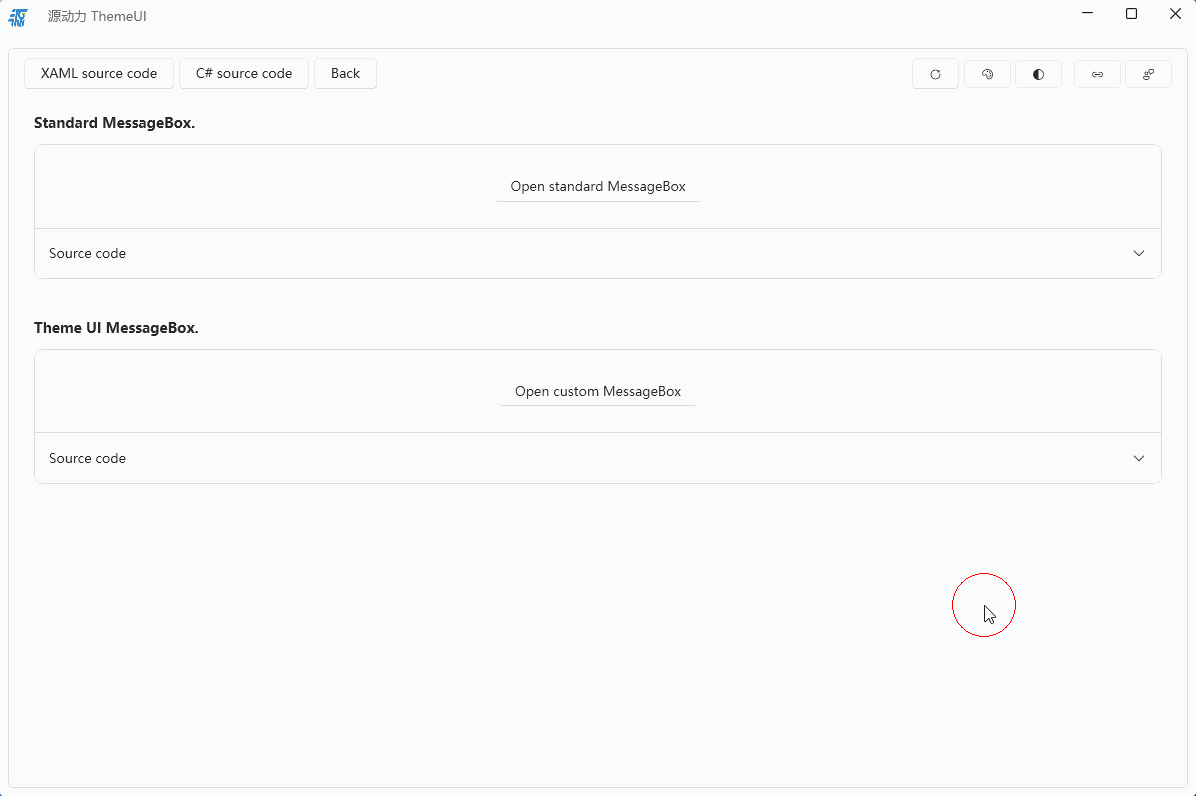 源动力 ThemeUI
XAML source code C# source code Back
Standard MessageBox.
Open standard MessageBox
Source code
Theme UI MessageBox.
Open custom MessageBox
Source code